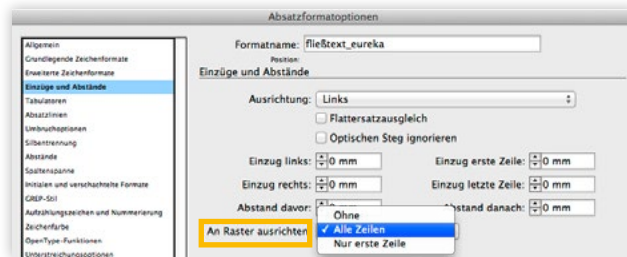 Absatzformatoptionen
Allgemein
Grundlegende Zeichenformate
Erweiterte Zeichenformate
Einzüge und Abstände
Tabulatoren
Absatzlinien
Umbruchoptionen
Silbentrennung
Abstände
Spaltenspanne
Initialen und verschachtelte Formate
GREP-Stil
Aufzählungszeichen und Nummerierung
Zeichenfarbe
OpenType-Funktionen
Unterstreichungsoptionen
Formatname: fließtext_eureka
Position:
Einzüge und Abstände
Ausrichtung: Links
Flattersatzausgleich
Optischen Steg ignorieren
Einzug links: 0 mm Einzug erste Zeile: 0 mm
Einzug rechts: 0 mm Einzug letzte Zeile: 0 mm
Abstand davor: Abstand danach: 0 mm
An Raster ausrichten
Ohne
✓ Alle Zeilen
Nur erste Zeile